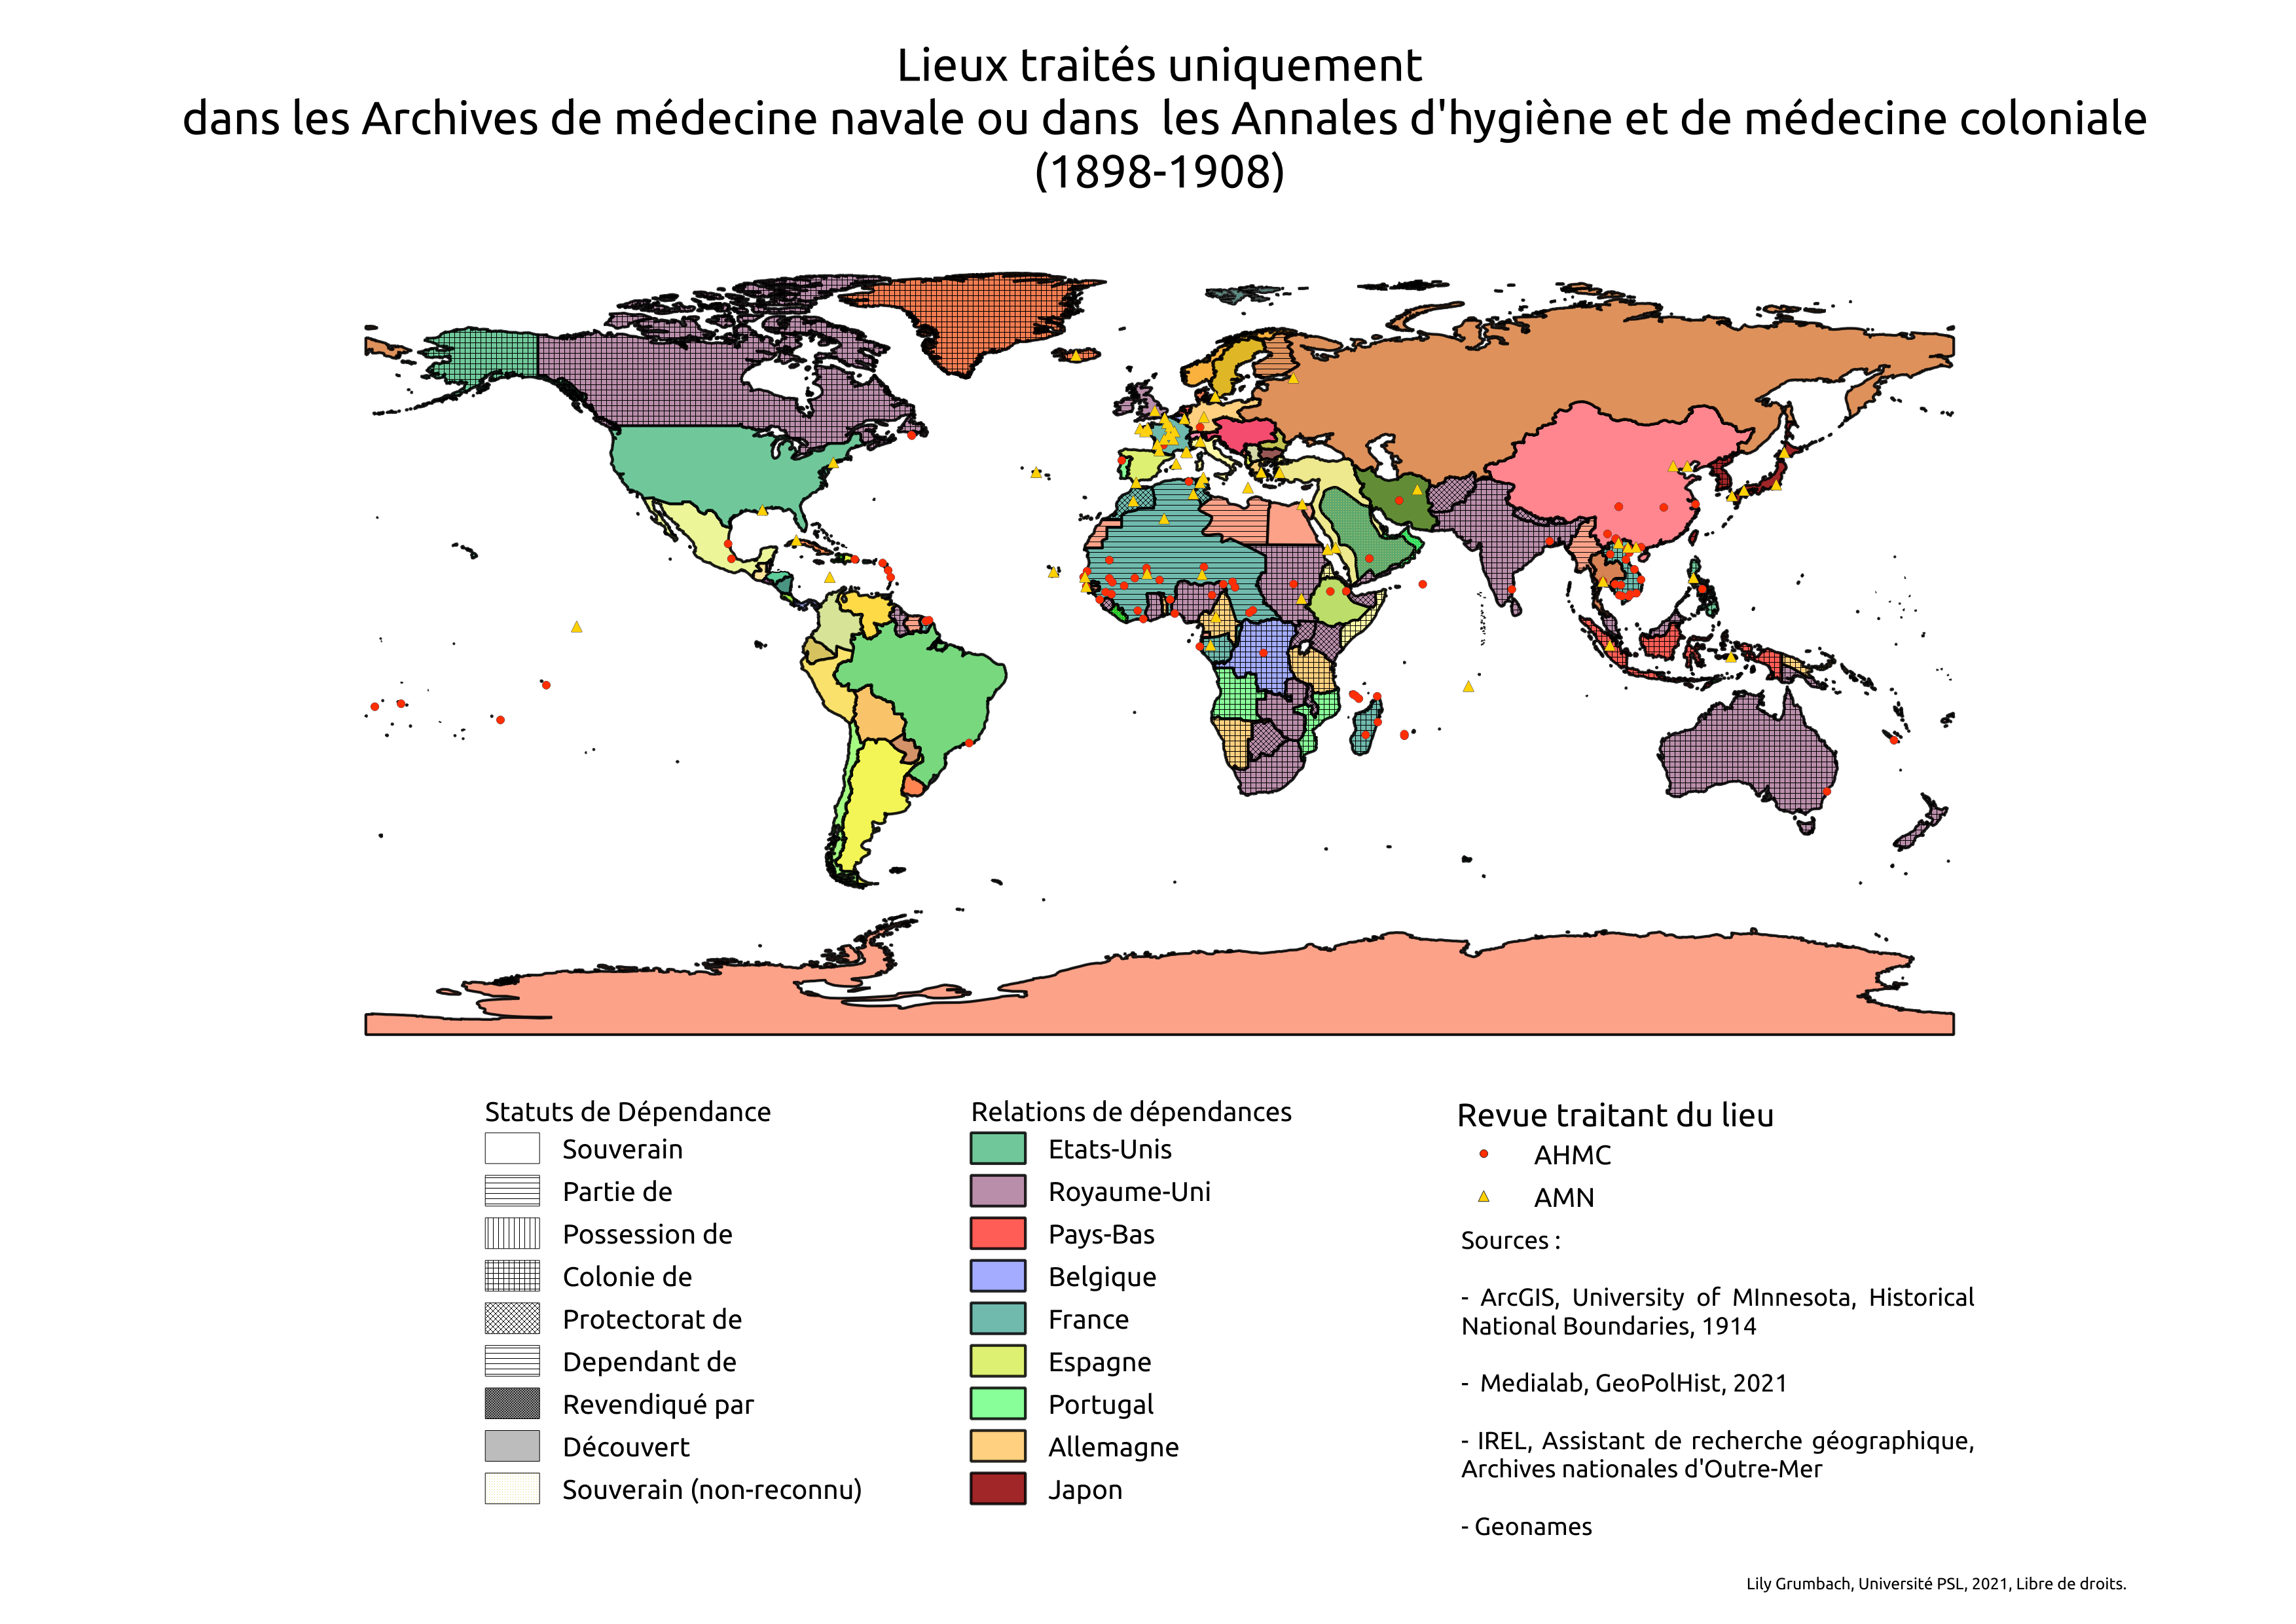 Lieux traités uniquement
dans les Archives de médecine navale ou dans les Annales d'hygiène et de médecine coloniale
(1898-1908)
Statuts de Dépendance
Souverain
Partie de
Possession de
Colonie de
Protectorat de
Dependant de
Revendiqué par
Découvert
Souverain (non-reconnu)
Relations de dépendances
Etats-Unis
Royaume-Uni
Pays-Bas
Belgique
France
Espagne
Portugal
Allemagne
Japon
Revue traitant du lieu
AHMC
AMN
Sources :
- ArcGIS, University of MInnesota, Historical
National Boundaries, 1914
- Medialab, GeoPolHist, 2021
- IREL, Assistant de recherche géographique,
Archives nationales d'Outre-Mer
- Geonames
Lily Grumbach, Université PSL, 2021, Libre de droits.